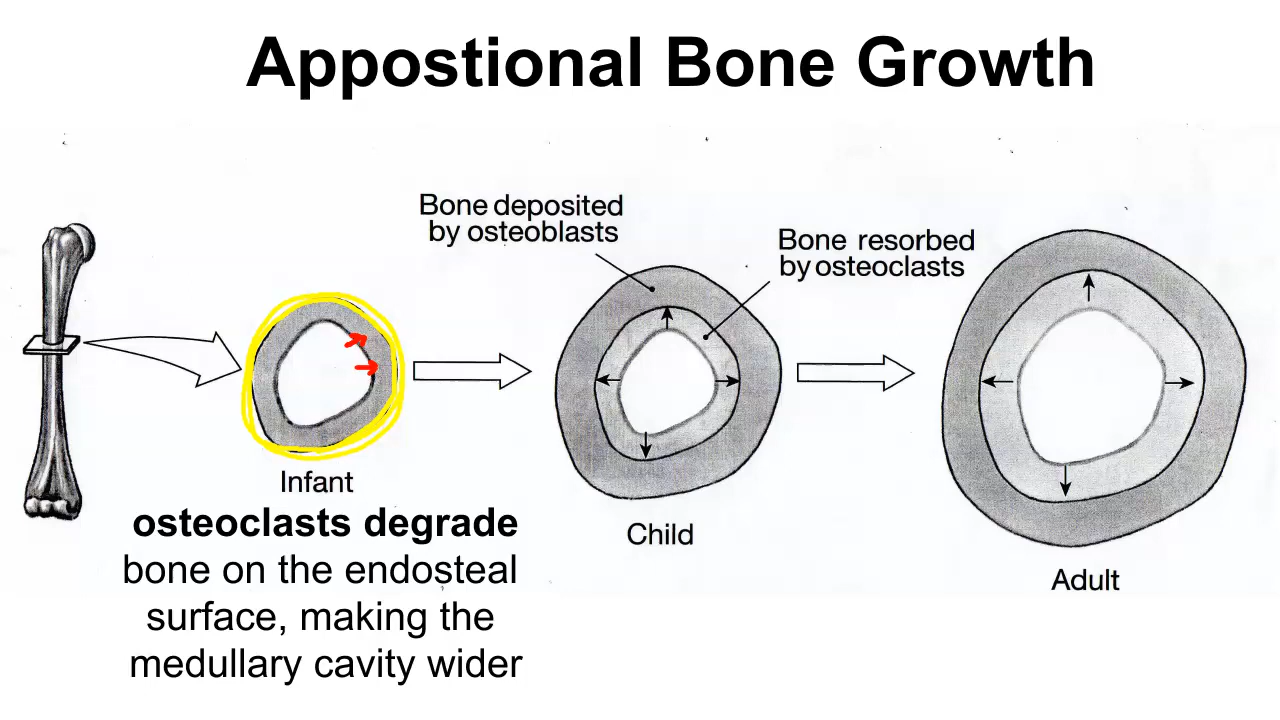 Appostional Bone Growth
Bone deposited
by osteoblasts
Bone resorbed
by osteoclasts
Infant
osteoclasts degrade
bone on the endosteal
surface, making the
medullary cavity wider
Child
Adult